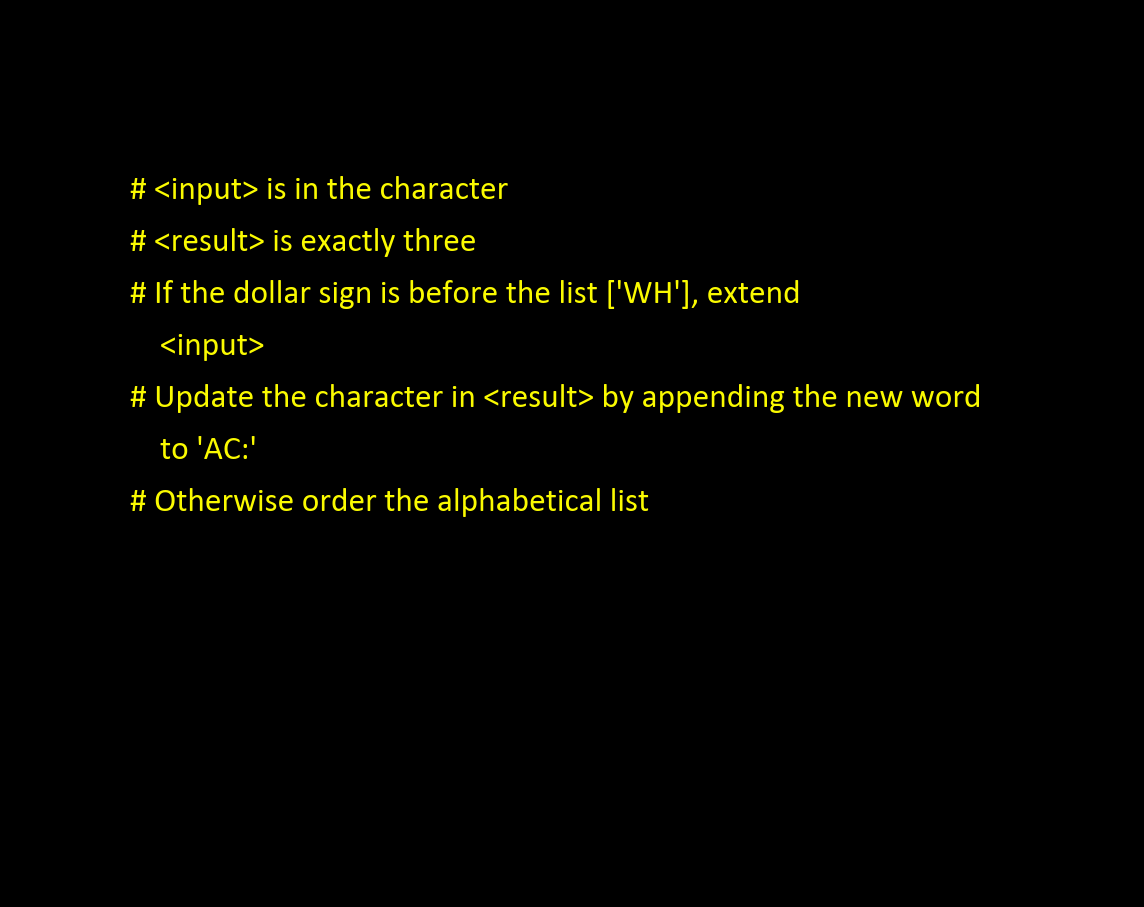 # <input> is in the character
# <result> is exactly three
# If the dollar sign is before the list ['WH'], extend
<input>
# Update the character in <result> by appending the new word
to 'AC:'
# Otherwise order the alphabetical list